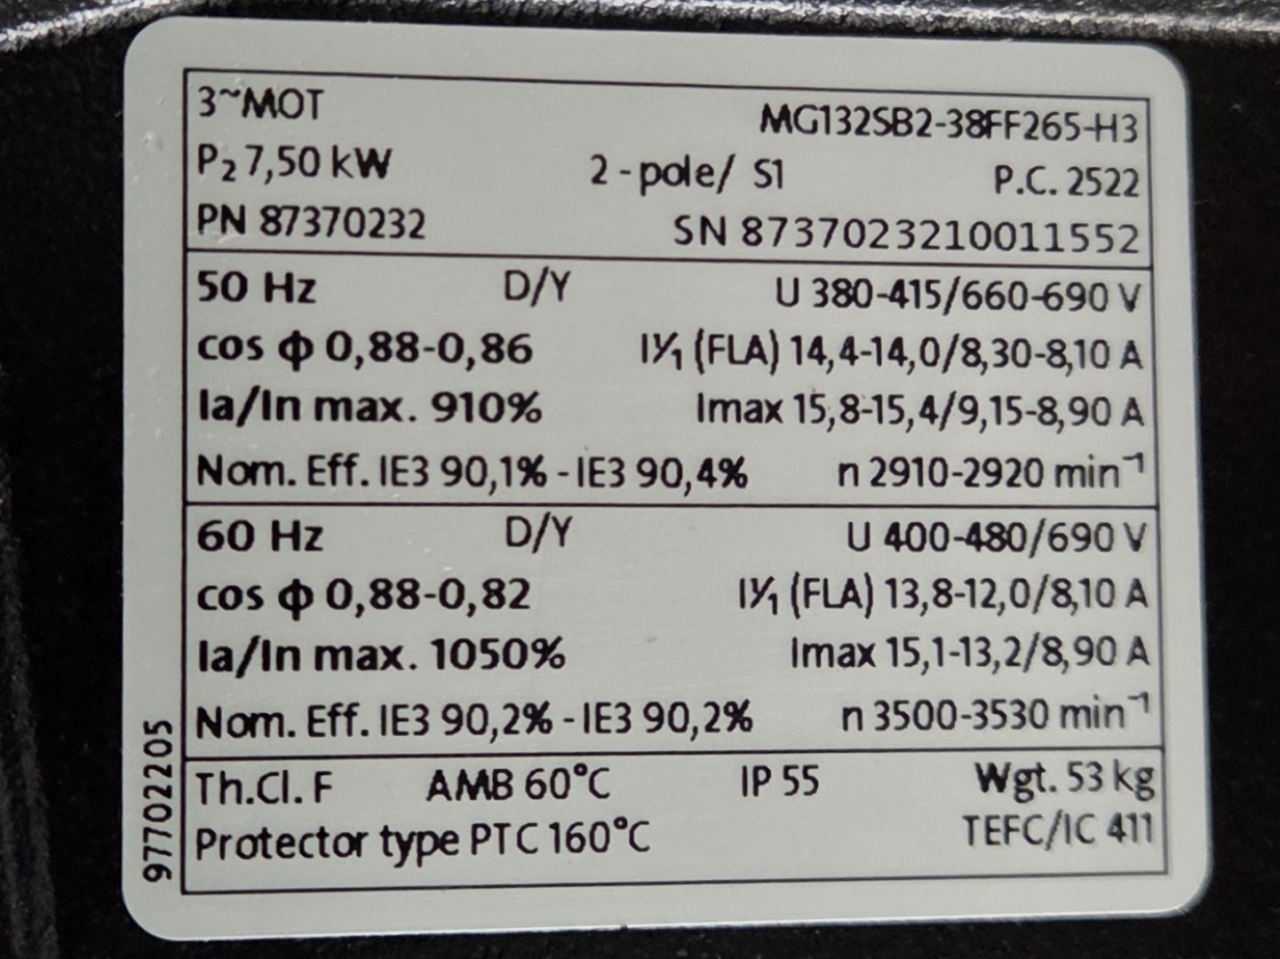 3~MOT MG132SB2-38FF265-H3
P₂ 7,50 kW 2-pole/ S1 P.C. 2522
PN 87370232 SN 8737023210011552
50 Hz D/Y U 380-415/660-690 V
cos ϕ 0,88-0,86 I1/1 (FLA) 14,4-14,0/8,30-8,10 A
Ia/In max. 910% Imax 15,8-15,4/9,15-8,90 A
Nom. Eff. IE3 90,1% - IE3 90,4% n 2910-2920 min⁻¹
60 Hz D/Y U 400-480/690 V
cos ϕ 0,88-0,82 I1/1 (FLA) 13,8-12,0/8,10 A
Ia/In max. 1050% Imax 15,1-13,2/8,90 A
Nom. Eff. IE3 90,2% - IE3 90,2% n 3500-3530 min⁻¹
Th.Cl. F AMB 60°C IP 55 Wgt. 53 kg
Protector type PTC 160°C TEFC/IC 411
97702205